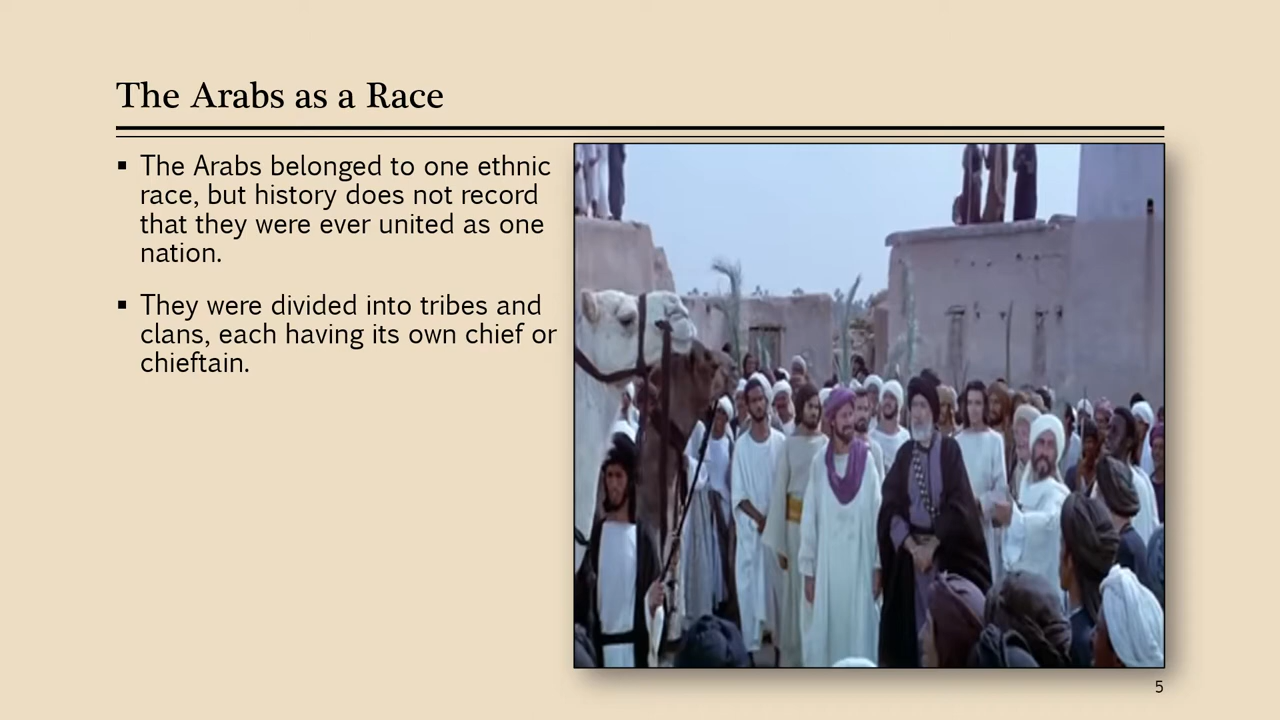 The Arabs as a Race
▪ The Arabs belonged to one ethnic
race, but history does not record
that they were ever united as one
nation.
▪ They were divided into tribes and
clans, each having its own chief or
chieftain.
5